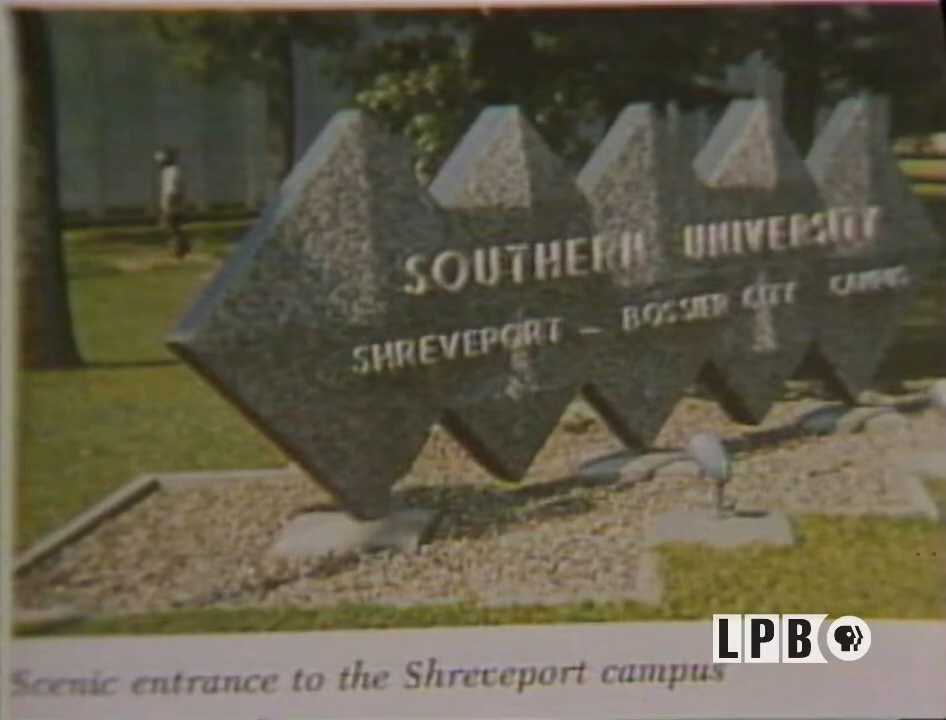 SOUTHERN UNIVERSITY
SHREVEPORT – BOSSIER CITY CAMPUS
Scenic entrance to the Shreveport campus
LPB